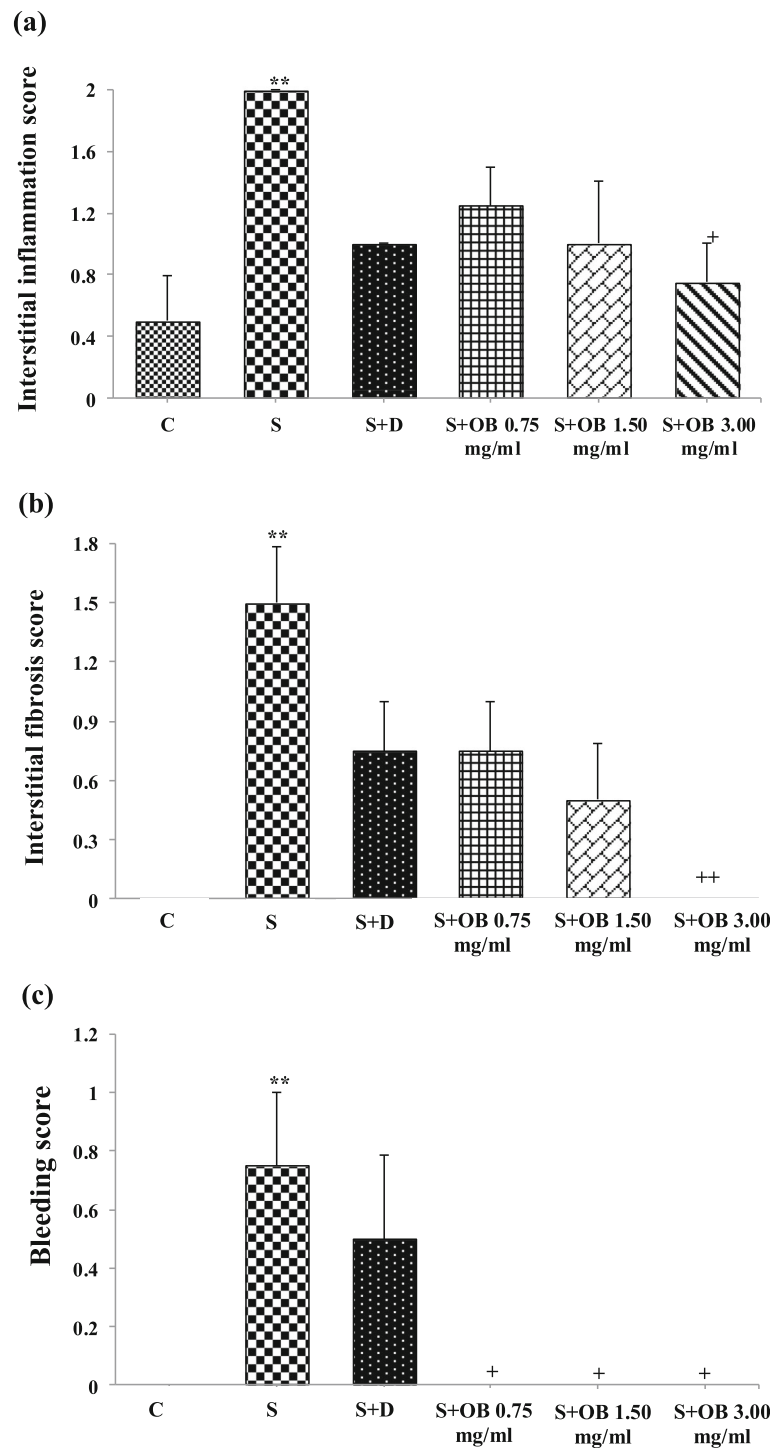 (a)
Interstitial inflammation score
2
1.6
1.2
0.8
0.4
0
**
+
C S S+D S+OB 0.75 S+OB 1.50 S+OB 3.00
mg/ml mg/ml mg/ml
(b)
Interstitial fibrosis score
1.8
1.5
1.2
0.9
0.6
0.3
0
**
++
C S S+D S+OB 0.75 S+OB 1.50 S+OB 3.00
mg/ml mg/ml mg/ml
(c)
Bleeding score
1.2
1
0.8
0.6
0.4
0.2
0
**
+ + +
C S S+D S+OB 0.75 S+OB 1.50 S+OB 3.00
mg/ml mg/ml mg/ml